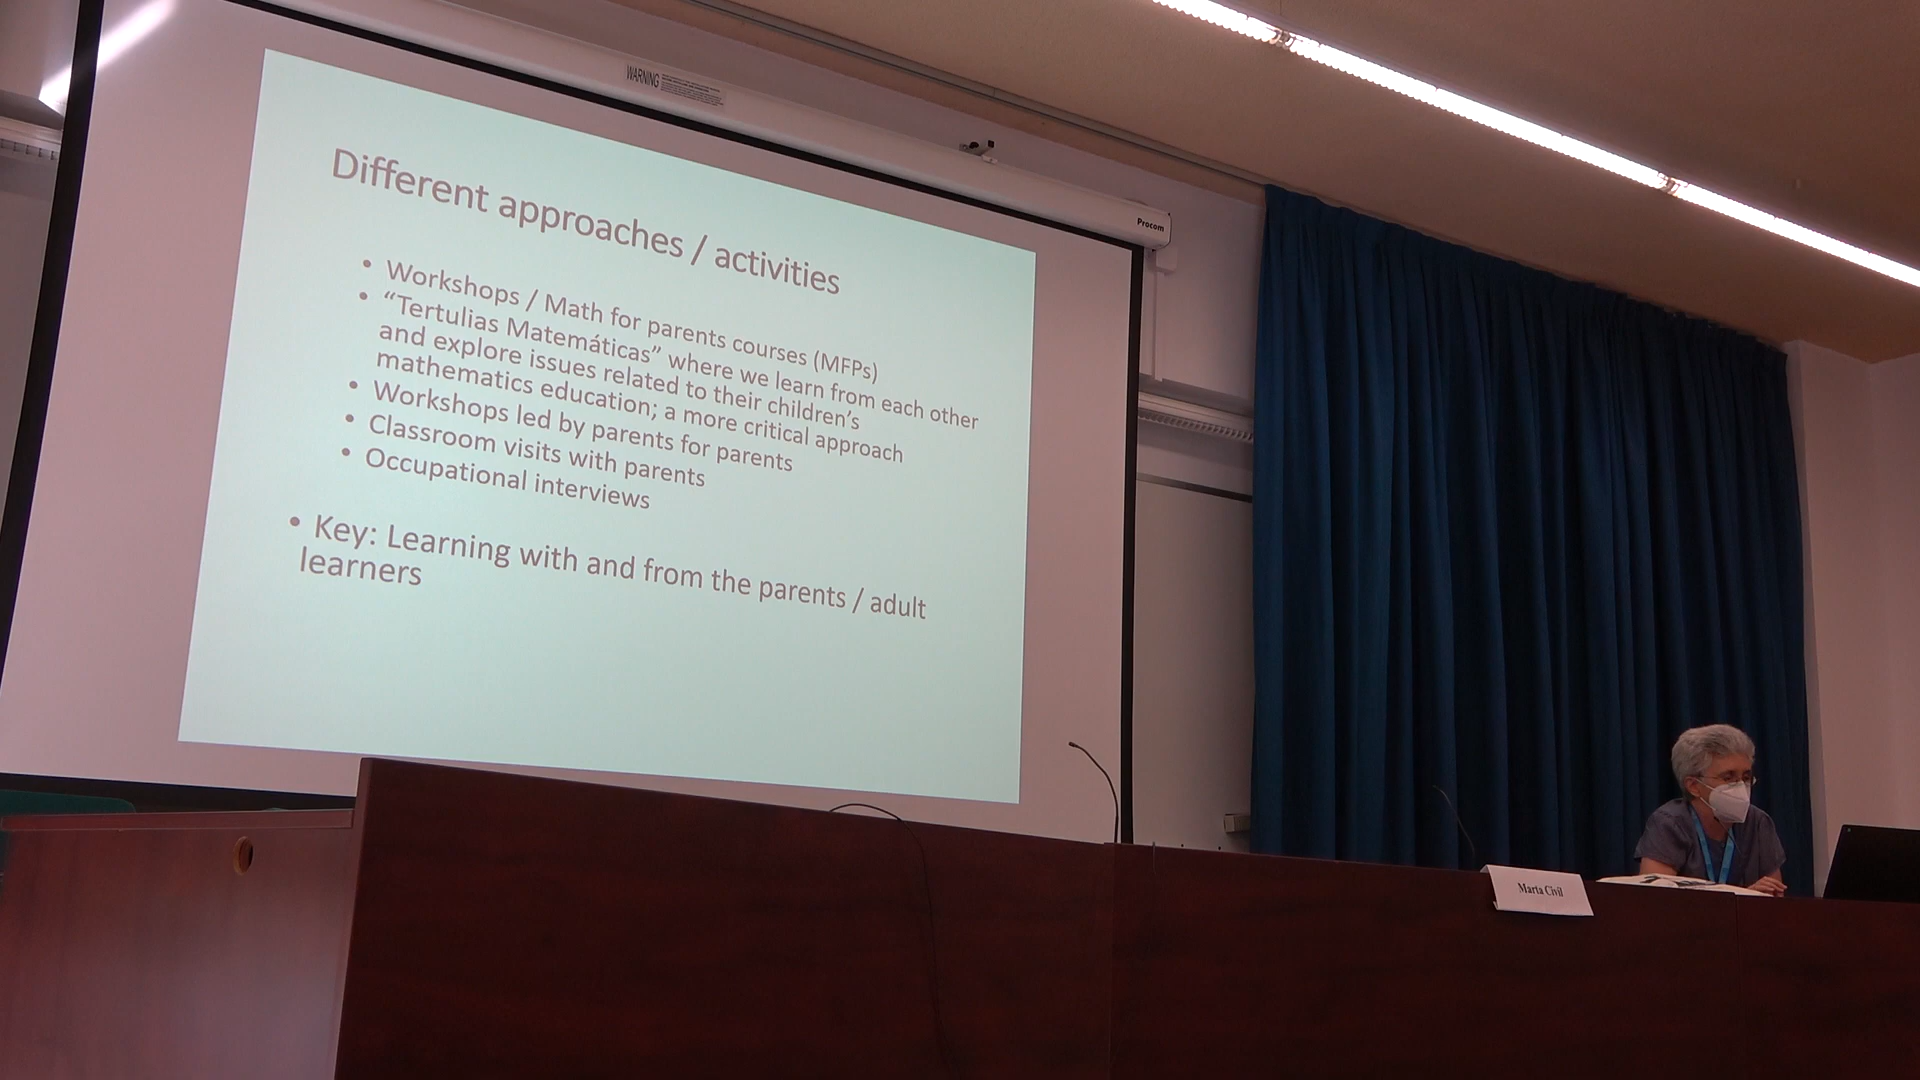 WARNING
Procom
Different approaches / activities
• Workshops / Math for parents courses (MFPs)
• “Tertulias Matemáticas” where we learn from each other
and explore issues related to their children’s
mathematics education; a more critical approach
• Workshops led by parents for parents
• Classroom visits with parents
• Occupational interviews
• Key: Learning with and from the parents / adult
learners
Marta Civil